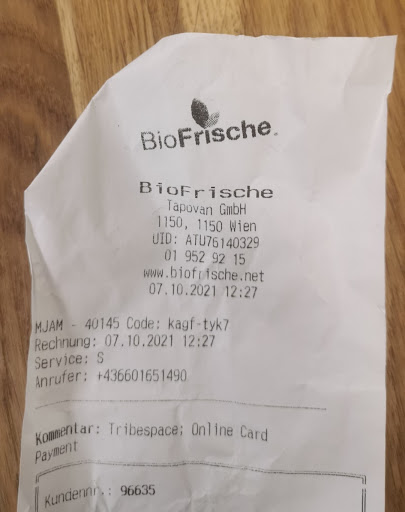 BioFrische.
BioFrische
Tapovan GmbH
1150, 1150 Wien
UID: ATU76140329
01 952 92 15
www.biofrische.net
07.10.2021 12:27
MJAM - 40145 Code: kagf-tyk7
Rechnung: 07.10.2021 12:27
Service: S
Anrufer: +436601651490
Kommentar: Tribespace; Online Card
Payment
Kundennr.: 96635